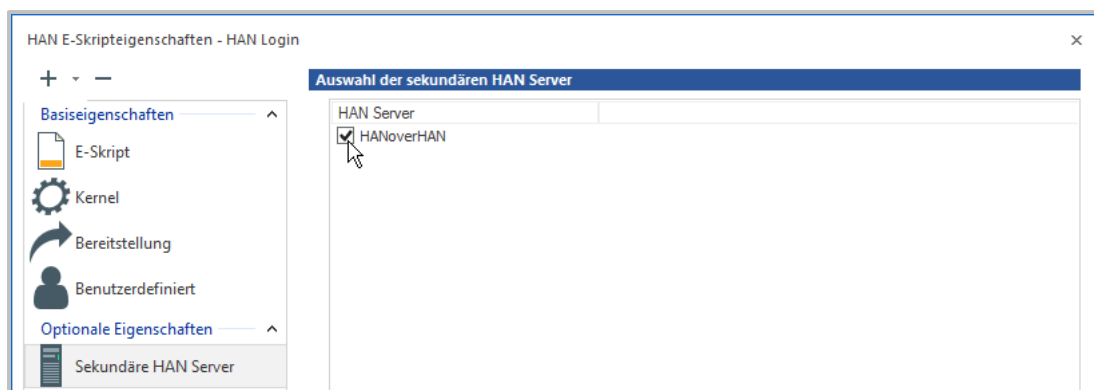 HAN E-Skripteigenschaften - HAN Login
Auswahl der sekundären HAN Server
Basiseigenschaften
E-Skript
Kernel
Bereitstellung
Benutzerdefiniert
Optionale Eigenschaften
Sekundäre HAN Server
HAN Server
HANoverHAN